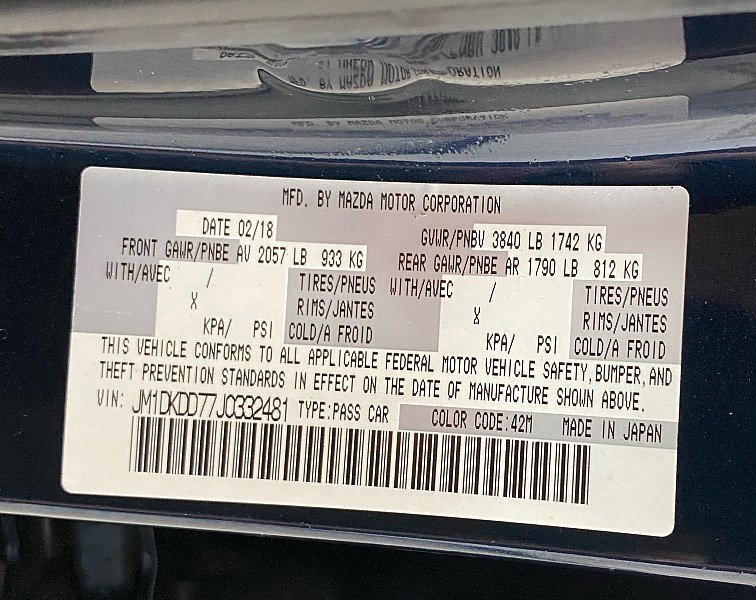 MFD. BY MAZDA MOTOR CORPORATION
DATE 02/18 GVWR/PNBV 3840 LB 1742 KG
FRONT GAWR/PNBE AV 2057 LB 933 KG REAR GAWR/PNBE AR 1790 LB 812 KG
WITH/AVEC / TIRES/PNEUS WITH/AVEC / TIRES/PNEUS
X RIMS/JANTES X RIMS/JANTES
KPA/ PSI COLD/A FROID KPA/ PSI COLD/A FROID
THIS VEHICLE CONFORMS TO ALL APPLICABLE FEDERAL MOTOR VEHICLE SAFETY, BUMPER, AND
THEFT PREVENTION STANDARDS IN EFFECT ON THE DATE OF MANUFACTURE SHOWN ABOVE.
VIN: JM1DKDD77J0332481 TYPE:PASS CAR COLOR CODE:42M MADE IN JAPAN